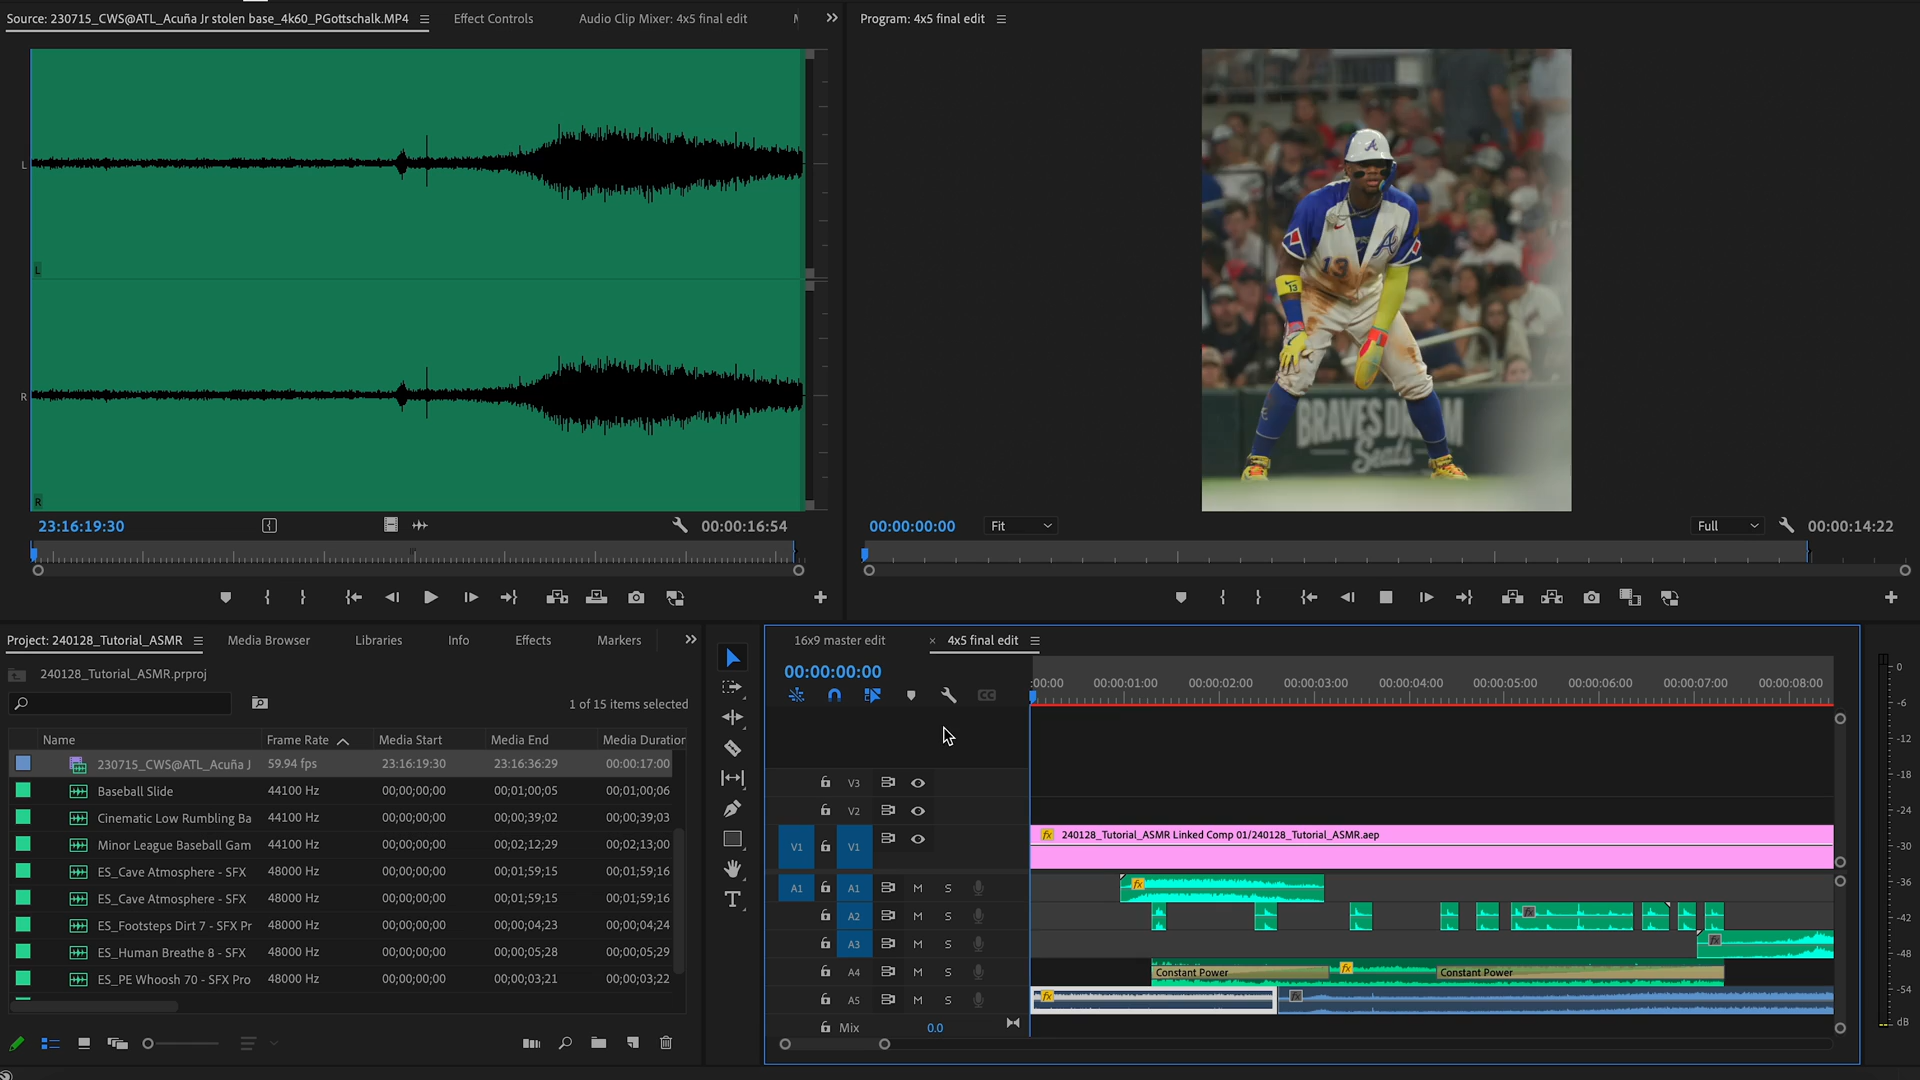 Source: 230715_CWS@ATL_Acuña Jr stolen base_4k60_PGottschalk.MP4
Effect Controls
Audio Clip Mixer: 4x5 final edit
Program: 4x5 final edit
L
L
R
R
A
A
13
13
BRAVES DREAM
Seats
23:16:19:30
00:00:16:54
00:00:00:00
Fit
Full
00:00:14:22
Project: 240128_Tutorial_ASMR
Media Browser
Libraries
Info
Effects
Markers
240128_Tutorial_ASMR.prproj
1 of 15 items selected
Name Frame Rate Media Start Media End Media Duration
230715_CWS@ATL_Acuña J 59.94 fps 23:16:19:30 23:16:36:29 00:00:17:00
Baseball Slide 44100 Hz 00;00;00;00 00;01;00;05 00;01;00;06
Cinematic Low Rumbling Ba 44100 Hz 00;00;00;00 00;00;39;02 00;00;39;03
Minor League Baseball Gam 44100 Hz 00;00;00;00 00;02;12;29 00;02;13;00
ES_Cave Atmosphere - SFX 48000 Hz 00;00;00;00 00;01;59;15 00;01;59;16
ES_Cave Atmosphere - SFX 48000 Hz 00;00;00;00 00;01;59;15 00;01;59;16
ES_Footsteps Dirt 7 - SFX Pr 48000 Hz 00;00;00;00 00;00;04;23 00;00;04;24
ES_Human Breathe 8 - SFX 48000 Hz 00;00;00;00 00;00;05;28 00;00;05;29
ES_PE Whoosh 70 - SFX Pro 48000 Hz 00;00;00;00 00;00;03;21 00;00;03;22
T
16x9 master edit
× 4x5 final edit
00:00:00:00
CC
:00:00 00:00:01:00 00:00:02:00 00:00:03:00 00:00:04:00 00:00:05:00 00:00:06:00 00:00:07:00 00:00:08:00
V3
V2
V1 V1
fx 240128_Tutorial_ASMR Linked Comp 01/240128_Tutorial_ASMR.aep
A1 A1 M S
fx
A2 M S
fx
A3 M S
fx
A4 M S
Constant Power fx Constant Power
A5 M S
fx fx
Mix 0.0
0
-6
-12
-18
-24
-30
-36
-42
-48
-54
dB